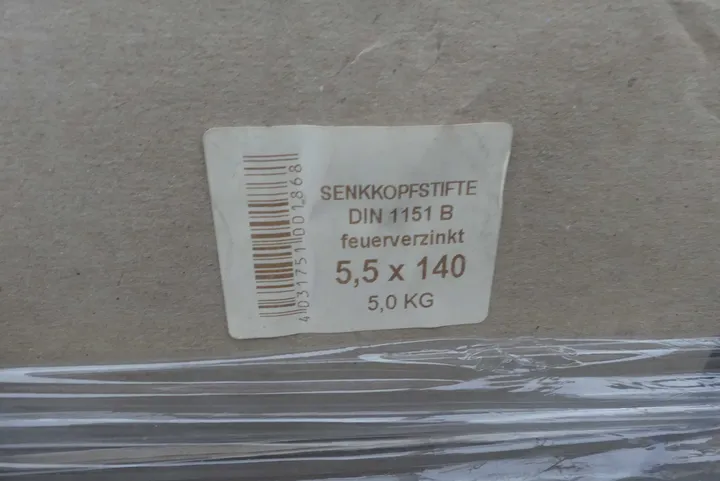 SENKKOPFSTIFTE
DIN 1151 B
feuerverzinkt
5,5 x 140
5,0 KG
4031751001868